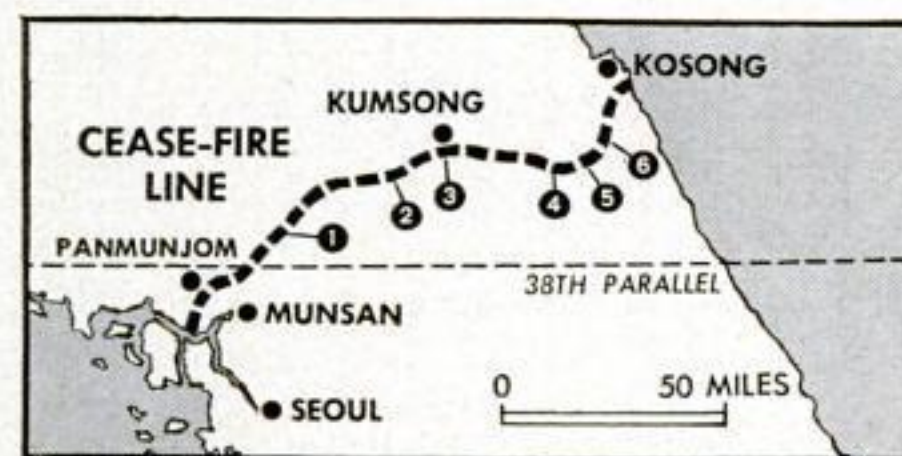 KOSONG
KUMSONG
CEASE-FIRE
LINE
6
3
5
2
4
1
PANMUNJOM
38TH PARALLEL
MUNSAN
0 50 MILES
SEOUL